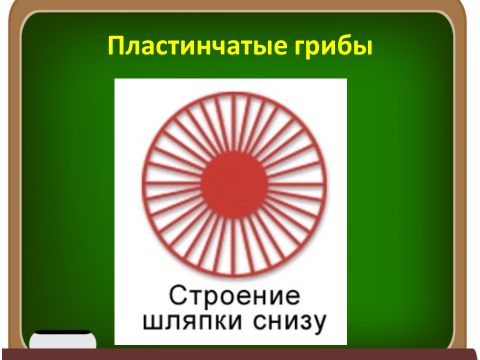 Пластинчатые грибы
Строение
шляпки снизу